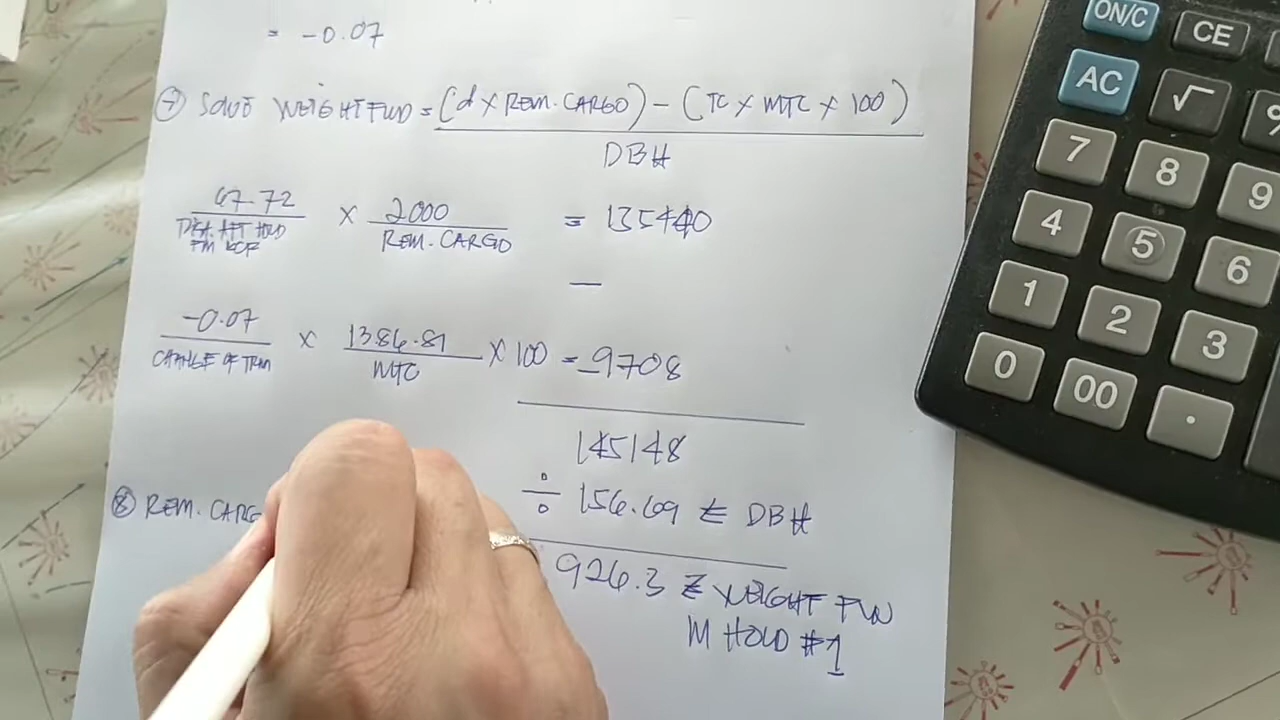 = -0.07
⑦ SOLVE WEIGHT FWD = (d x REM. CARGO) - (TC x MTC x 100)
DBH
67.72 x 2000 = 135440
DIST. AFT HOLD REM. CARGO
FM LCF
—
-0.07 x 1386.87 x 100 = -9708
CHANGE OF TRIM MTC
145148
÷ 156.69 ← DBH
926.3 ← WEIGHT FWD
IN HOLD #1
⑧ REM. CARG
ON/C CE
AC √ %
7 8 9
4 5 6
1 2 3
0 00 .